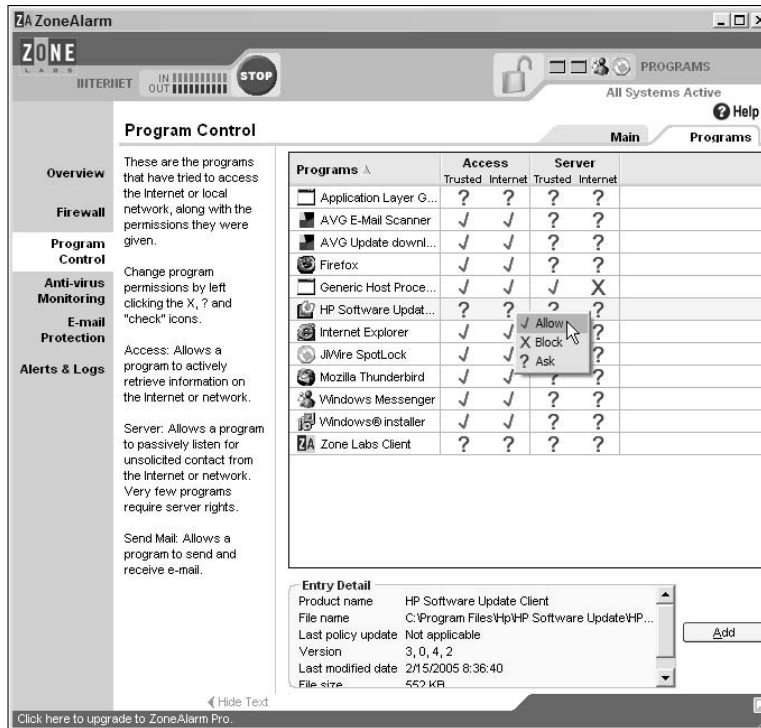 ZA ZoneAlarm
ZONE
LABS
INTERNET IN OUT STOP PROGRAMS
All Systems Active
Help
Program Control
Main Programs
Overview
Firewall
Program Control
Anti-virus Monitoring
E-mail Protection
Alerts & Logs
These are the programs
that have tried to access
the Internet or local
network, along with the
permissions they were
given.
Change program
permissions by left
clicking the X, ? and
"check" icons.
Access: Allows a
program to actively
retrieve information on
the Internet or network.
Server: Allows a program
to passively listen for
unsolicited contact from
the Internet or network.
Very few programs
require server rights.
Send Mail: Allows a
program to send and
receive e-mail.
Programs Access Server
Trusted Internet Trusted Internet
Application Layer G... ? ? ? ?
AVG E-Mail Scanner √ √ ? ?
AVG Update downl... √ √ ? ?
Firefox √ √ ? ?
Generic Host Proce... √ √ √ X
HP Software Updat... ? ? ? ?
Internet Explorer √ √ ?
JiWire SpotLock √ √ ?
Mozilla Thunderbird √ √ ? ?
Windows Messenger √ √ ? ?
Windows® installer √ √ ? ?
ZA Zone Labs Client ? ? ? ?
√ Allow
X Block
? Ask
Entry Detail
Product name HP Software Update Client
File name C:\Program Files\Hp\HP Software Update\HP...
Last policy update Not applicable
Version 3, 0, 4, 2
Last modified date 2/15/2005 8:36:40
File size 552 KB
Add
Hide Text
Click here to upgrade to ZoneAlarm Pro.